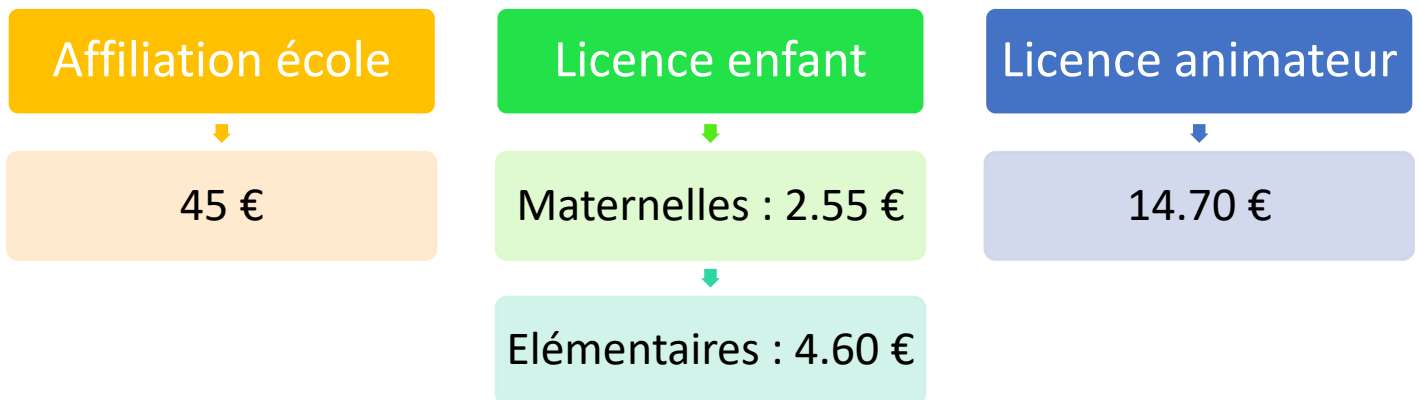 Affiliation école
45 €
Licence enfant
Maternelles : 2.55 €
Elémentaires : 4.60 €
Licence animateur
14.70 €